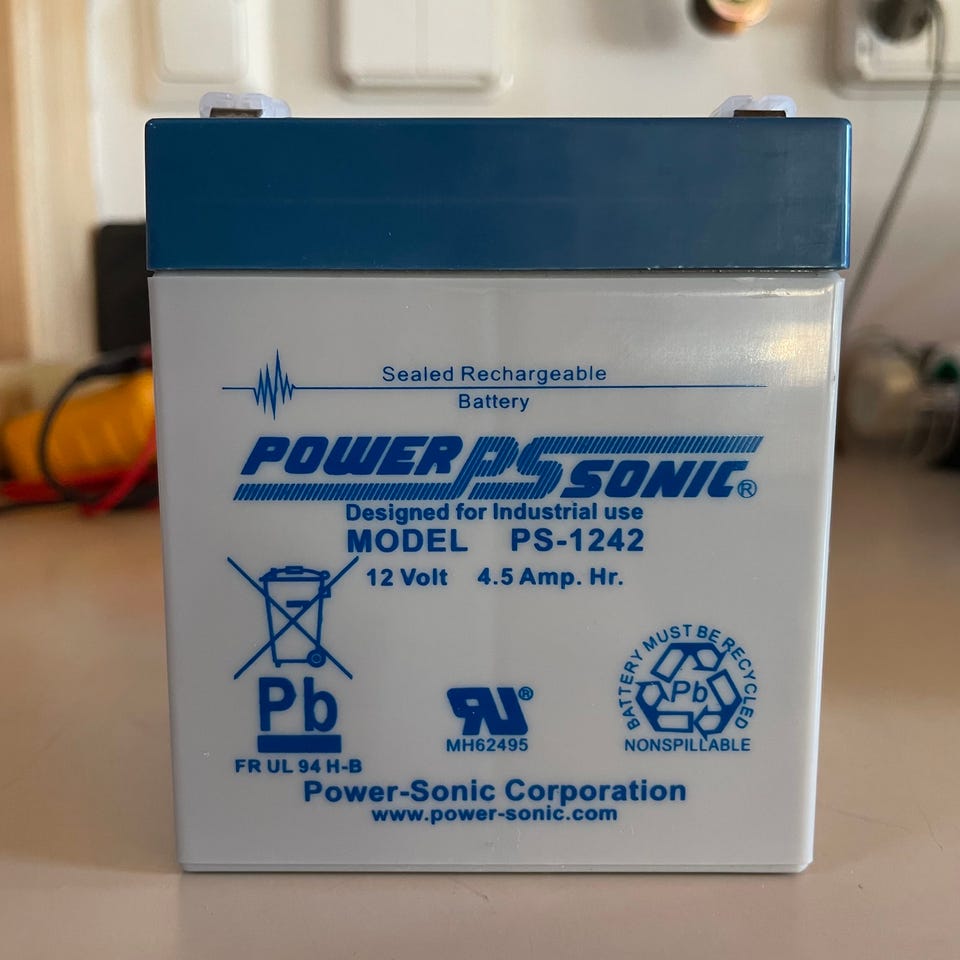 Sealed Rechargeable
Battery
POWER PS SONIC®
Designed for Industrial use
MODEL PS-1242
12 Volt 4.5 Amp. Hr.
BATTERY MUST BE RECYCLED
Pb
NONSPILLABLE
Pb
FR UL 94 H-B
RU®
MH62495
Power-Sonic Corporation
www.power-sonic.com